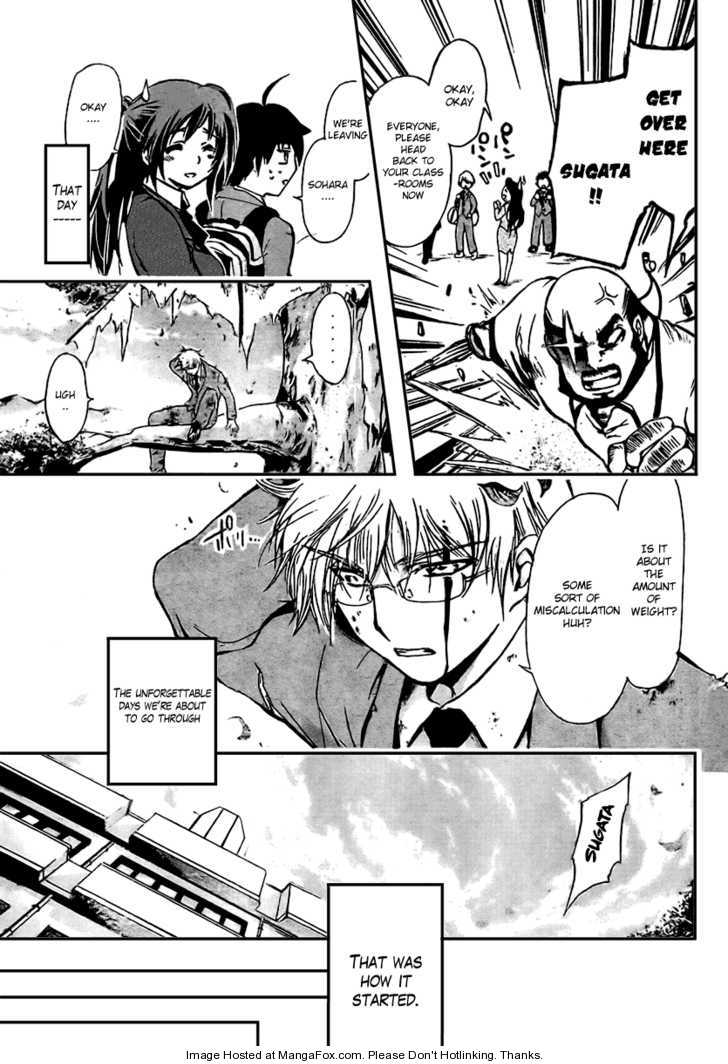 GET
OVER
HERE
SUGATA
!!
OKAY,
OKAY
EVERYONE,
PLEASE
HEAD
BACK TO
YOUR CLASS
-ROOMS
NOW
WE'RE
LEAVING
SOHARA
....
OKAY
....
THAT
DAY
-----
......
UGH
..
IS IT
ABOUT
THE
AMOUNT
OF
WEIGHT?
SOME
SORT OF
MISCALCULATION
HUH?
ポリ...
THE UNFORGETTABLE
DAYS WE'RE ABOUT
TO GO THROUGH
SUGATA
THAT WAS
HOW IT
STARTED.
Image Hosted at MangaFox.com. Please Don't Hotlinking. Thanks.